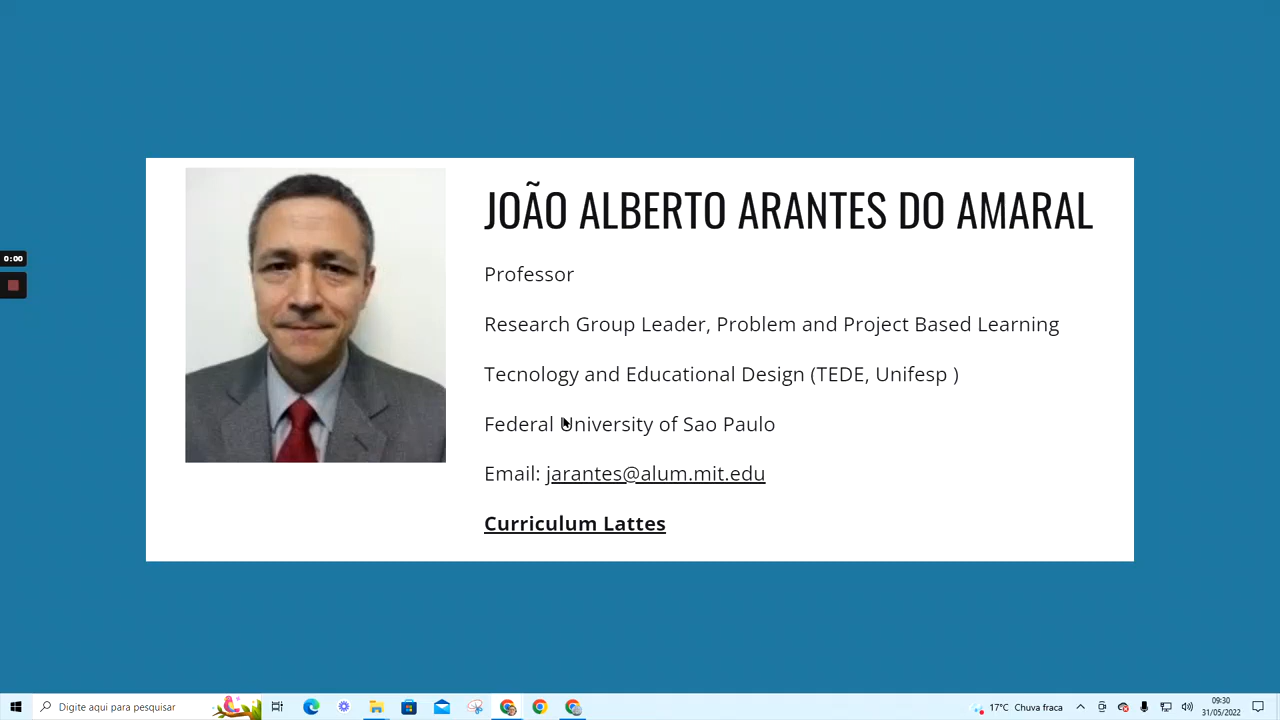 JOÃO ALBERTO ARANTES DO AMARAL
Professor
Research Group Leader, Problem and Project Based Learning
Tecnology and Educational Design (TEDE, Unifesp )
Federal University of Sao Paulo
Email: jarantes@alum.mit.edu
Curriculum Lattes
0:00
Digite aqui para pesquisar
17°C Chuva fraca
09:30
31/05/2022